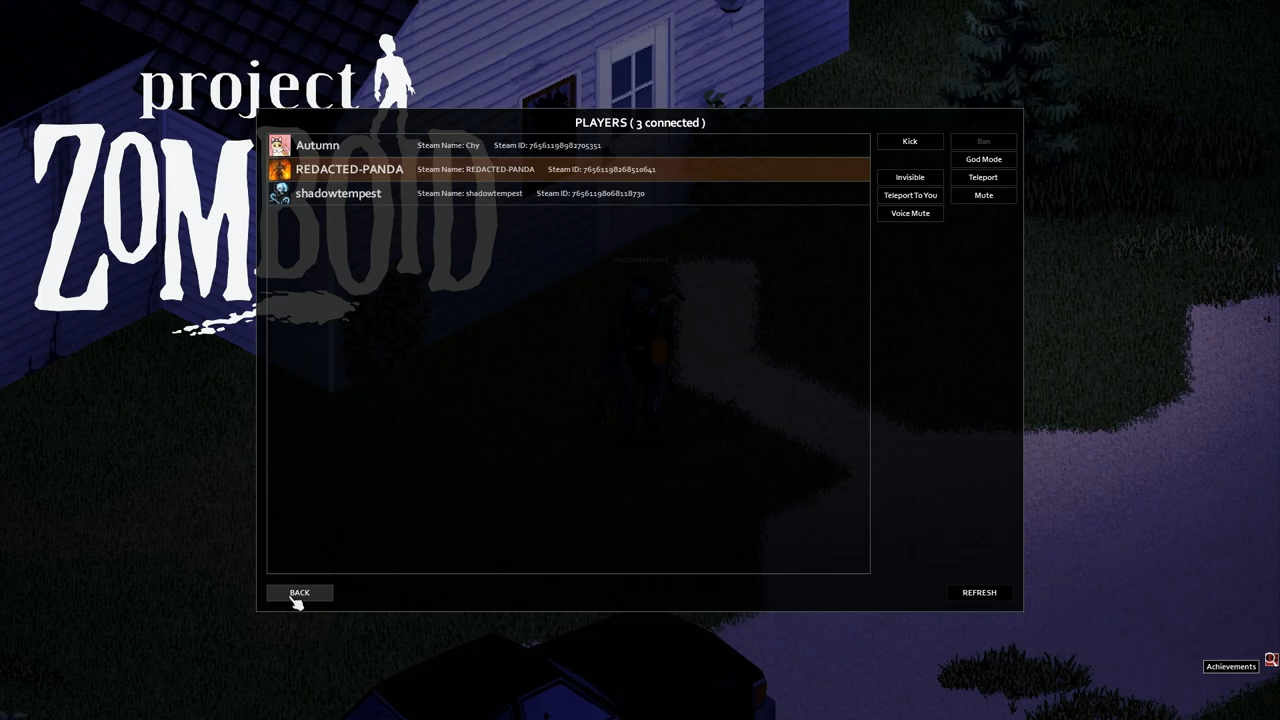 project
ZOMBOID
PLAYERS ( 3 connected )
Autumn Steam Name: Chy Steam ID: 76561198982705351
REDACTED-PANDA Steam Name: REDACTED-PANDA Steam ID: 76561198268510641
shadowtempest Steam Name: shadowtempest Steam ID: 76561198068118730
Kick Ban
God Mode
Invisible Teleport
Teleport To You Mute
Voice Mute
shadowtempest
BACK REFRESH
Achievements